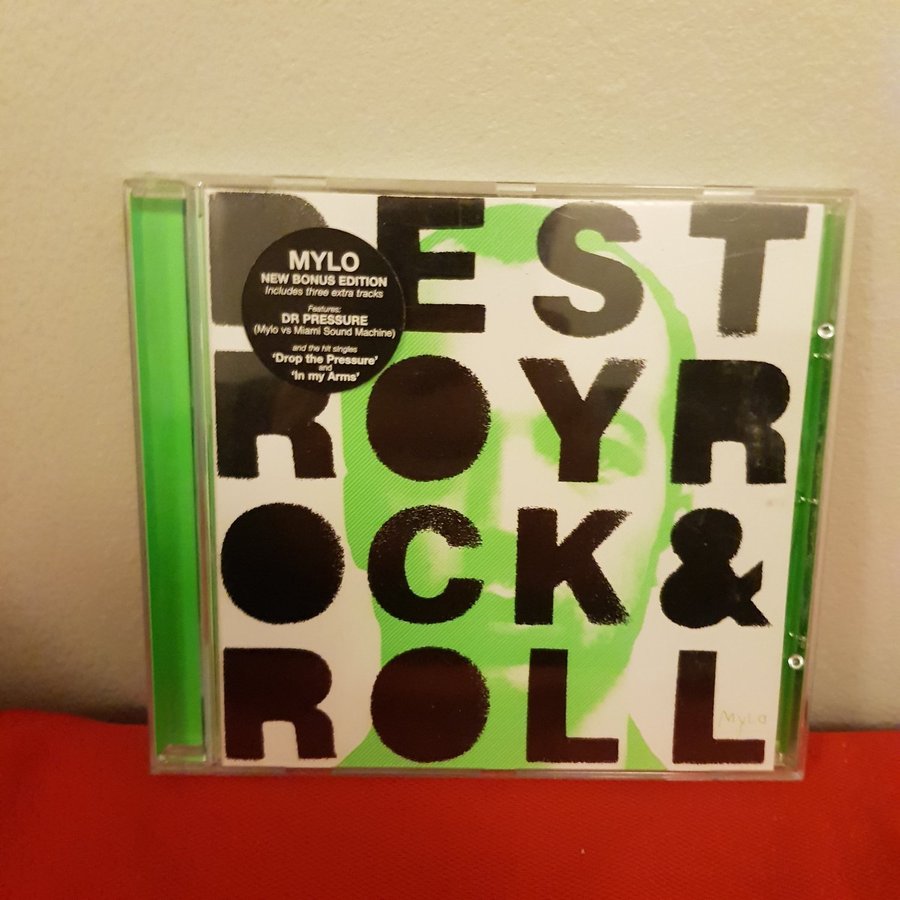 DEST
ROYR
OCK&
ROLL
MYLO
NEW BONUS EDITION
Includes three extra tracks
Features:
DR PRESSURE
(Mylo vs Miami Sound Machine)
and the hit singles
'Drop the Pressure'
and
'In my Arms'
MyLo